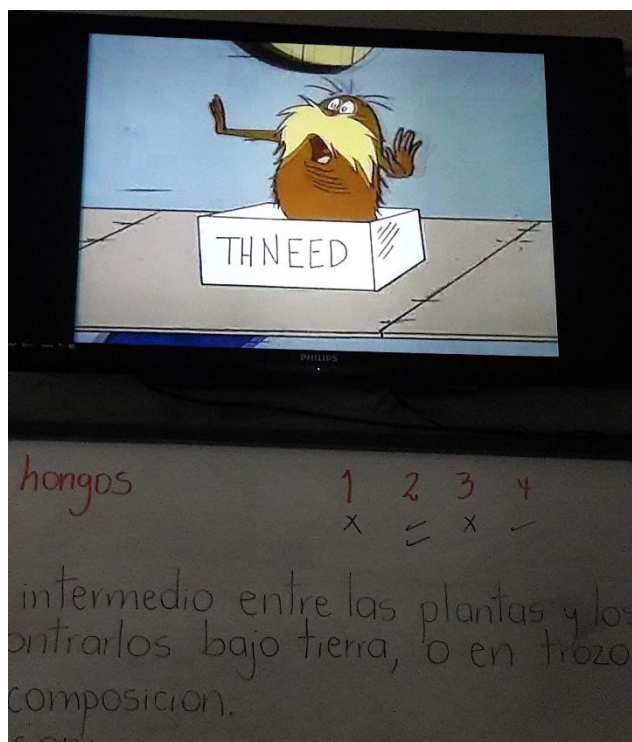 THNEED
PHILIPS
hongos 1 2 3 4
intermedio entre las plantas y los
ontrarlos bajo tierra, o en trozo
composicion.